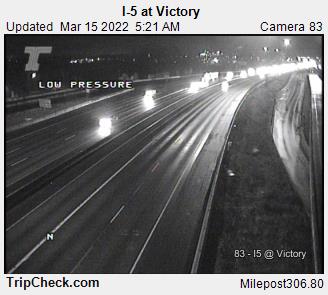 I-5 at Victory
Updated Mar 15 2022 5:21 AM Camera 83
T
LOW PRESSURE
N
83 - I5 @ Victory
TripCheck.com Milepost306.80